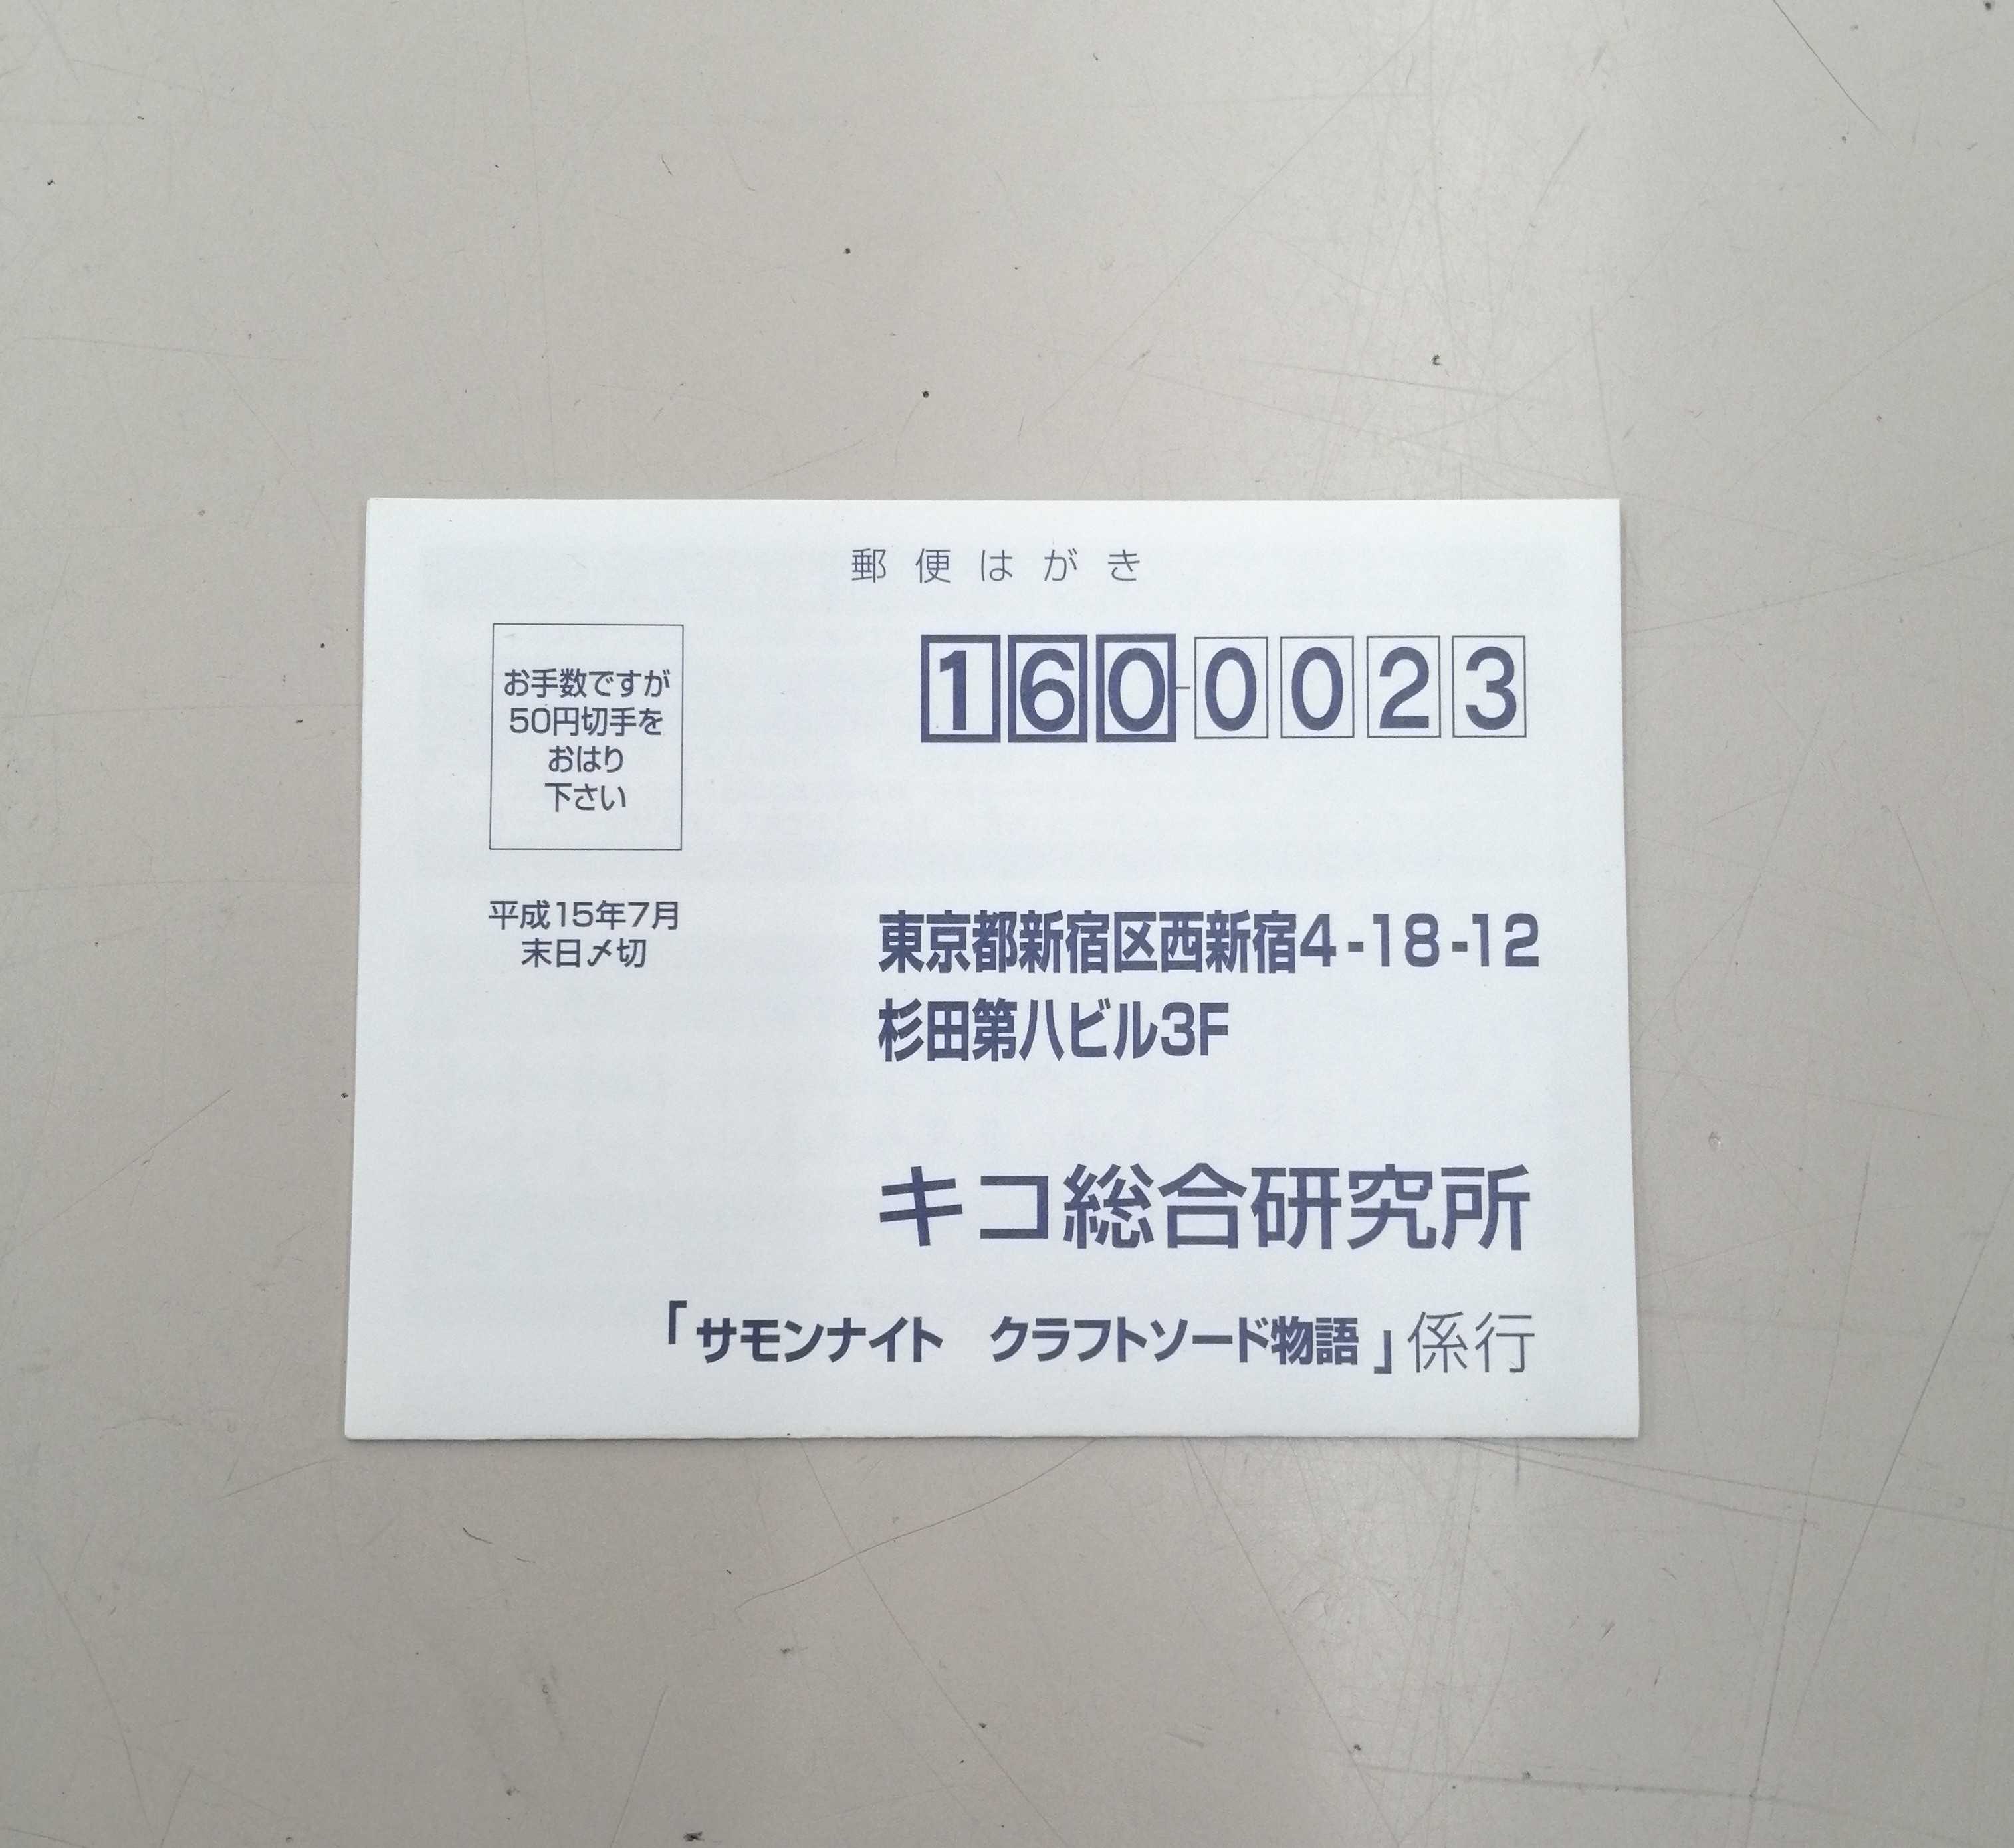 郵便はがき
160-0023
お手数ですが
50円切手を
おはり
下さい
平成15年7月
末日〆切
東京都新宿区西新宿4-18-12
杉田第八ビル3F
キコ総合研究所
「サモンナイト　クラフトソード物語」係行